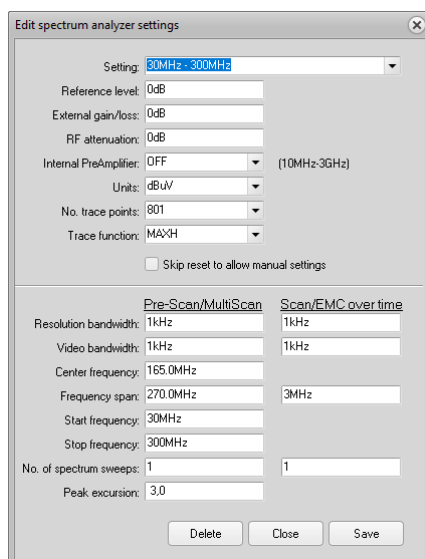 Edit spectrum analyzer settings
Setting: 30MHz - 300MHz
Reference level: 0dB
External gain/loss: 0dB
RF attenuation: 0dB
Internal PreAmplifier: OFF (10MHz-3GHz)
Units: dBuV
No. trace points: 801
Trace function: MAXH
Skip reset to allow manual settings
Pre-Scan/MultiScan Scan/EMC over time
Resolution bandwidth: 1kHz 1kHz
Video bandwidth: 1kHz 1kHz
Center frequency: 165.0MHz
Frequency span: 270.0MHz 3MHz
Start frequency: 30MHz
Stop frequency: 300MHz
No. of spectrum sweeps: 1 1
Peak excursion: 3,0
Delete Close Save